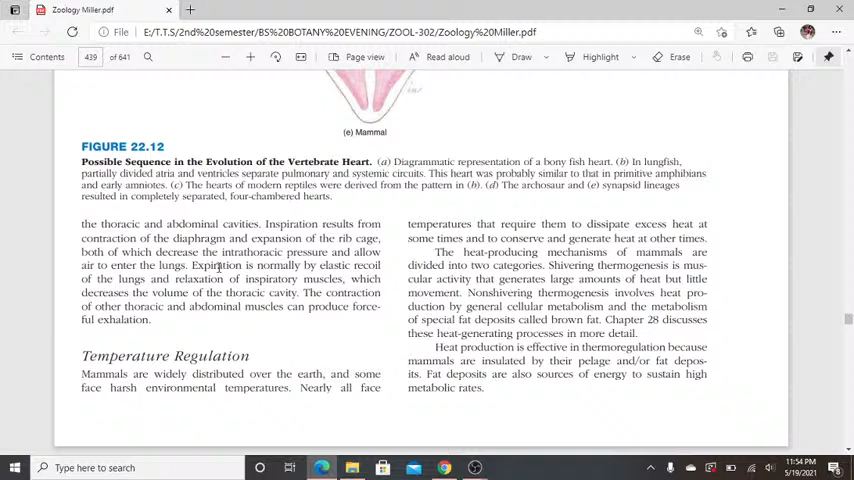 Zoology Miller.pdf
File
E:/T.T.S/2nd%20semester/BS%20BOTANY%20EVENING/ZOOL-302/Zoology%20Miller.pdf
Contents
439
of 641
Page view
Read aloud
Draw
Highlight
Erase
(e) Mammal
FIGURE 22.12
Possible Sequence in the Evolution of the Vertebrate Heart. (a) Diagrammatic representation of a bony fish heart. (b) In lungfish,
partially divided atria and ventricles separate pulmonary and systemic circuits. This heart was probably similar to that in primitive amphibians
and early amniotes. (c) The hearts of modern reptiles were derived from the pattern in (b). (d) The archosaur and (e) synapsid lineages
resulted in completely separated, four-chambered hearts.
the thoracic and abdominal cavities. Inspiration results from
contraction of the diaphragm and expansion of the rib cage,
both of which decrease the intrathoracic pressure and allow
air to enter the lungs. Expiration is normally by elastic recoil
of the lungs and relaxation of inspiratory muscles, which
decreases the volume of the thoracic cavity. The contraction
of other thoracic and abdominal muscles can produce force-
ful exhalation.
Temperature Regulation
Mammals are widely distributed over the earth, and some
face harsh environmental temperatures. Nearly all face
temperatures that require them to dissipate excess heat at
some times and to conserve and generate heat at other times.
The heat-producing mechanisms of mammals are
divided into two categories. Shivering thermogenesis is mus-
cular activity that generates large amounts of heat but little
movement. Nonshivering thermogenesis involves heat pro-
duction by general cellular metabolism and the metabolism
of special fat deposits called brown fat. Chapter 28 discusses
these heat-generating processes in more detail.
Heat production is effective in thermoregulation because
mammals are insulated by their pelage and/or fat depos-
its. Fat deposits are also sources of energy to sustain high
metabolic rates.
Type here to search
11:54 PM
5/19/2021